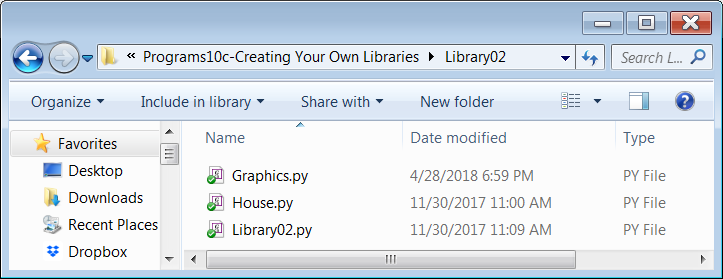 « Programs10c-Creating Your Own Libraries Library02 Search L...
Organize Include in library Share with New folder
Favorites
Desktop
Downloads
Recent Places
Dropbox
Name Date modified Type
Graphics.py 4/28/2018 6:59 PM PY File
House.py 11/30/2017 11:00 AM PY File
Library02.py 11/30/2017 11:09 AM PY File